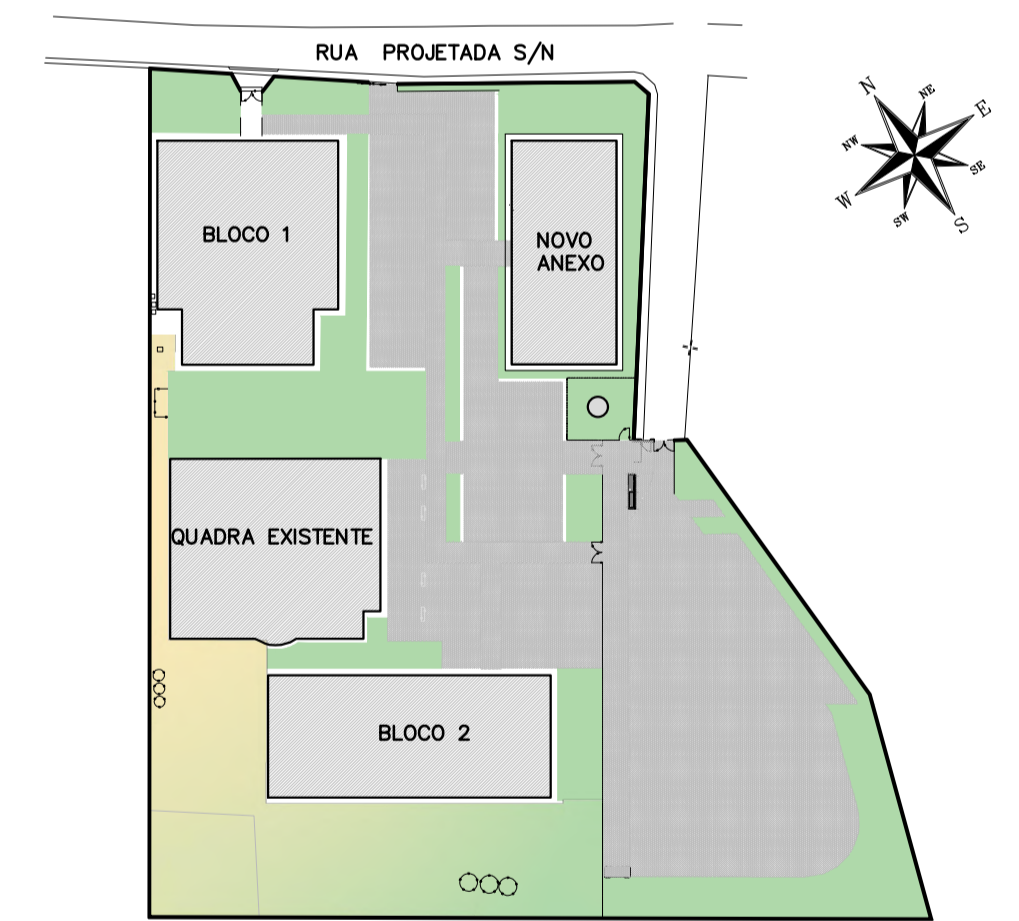 RUA PROJETADA S/N
N
NE
E
NW
SE
W
SW
S
BLOCO 1
NOVO
ANEXO
QUADRA EXISTENTE
BLOCO 2